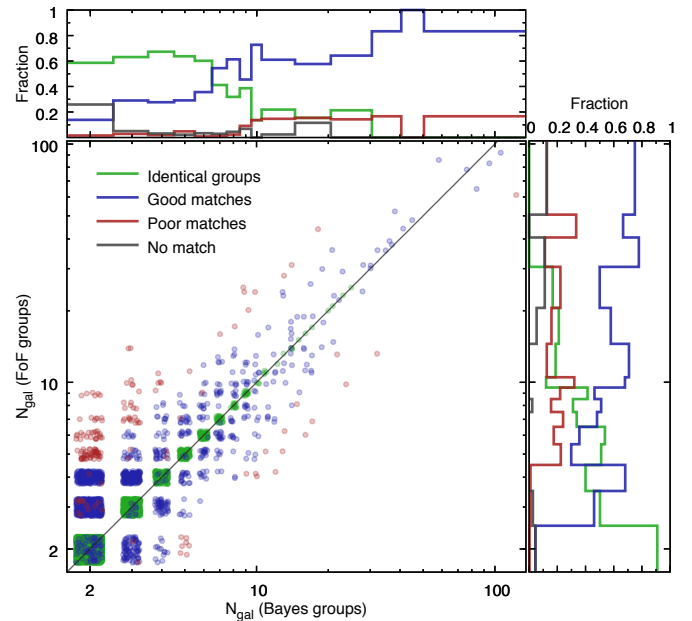 1
0.8
0.6
0.4
0.2
Fraction
Fraction
0 0.2 0.4 0.6 0.8 1
100
10
2
N_gal (FoF groups)
Identical groups
Good matches
Poor matches
No match
2 10 100
N_gal (Bayes groups)